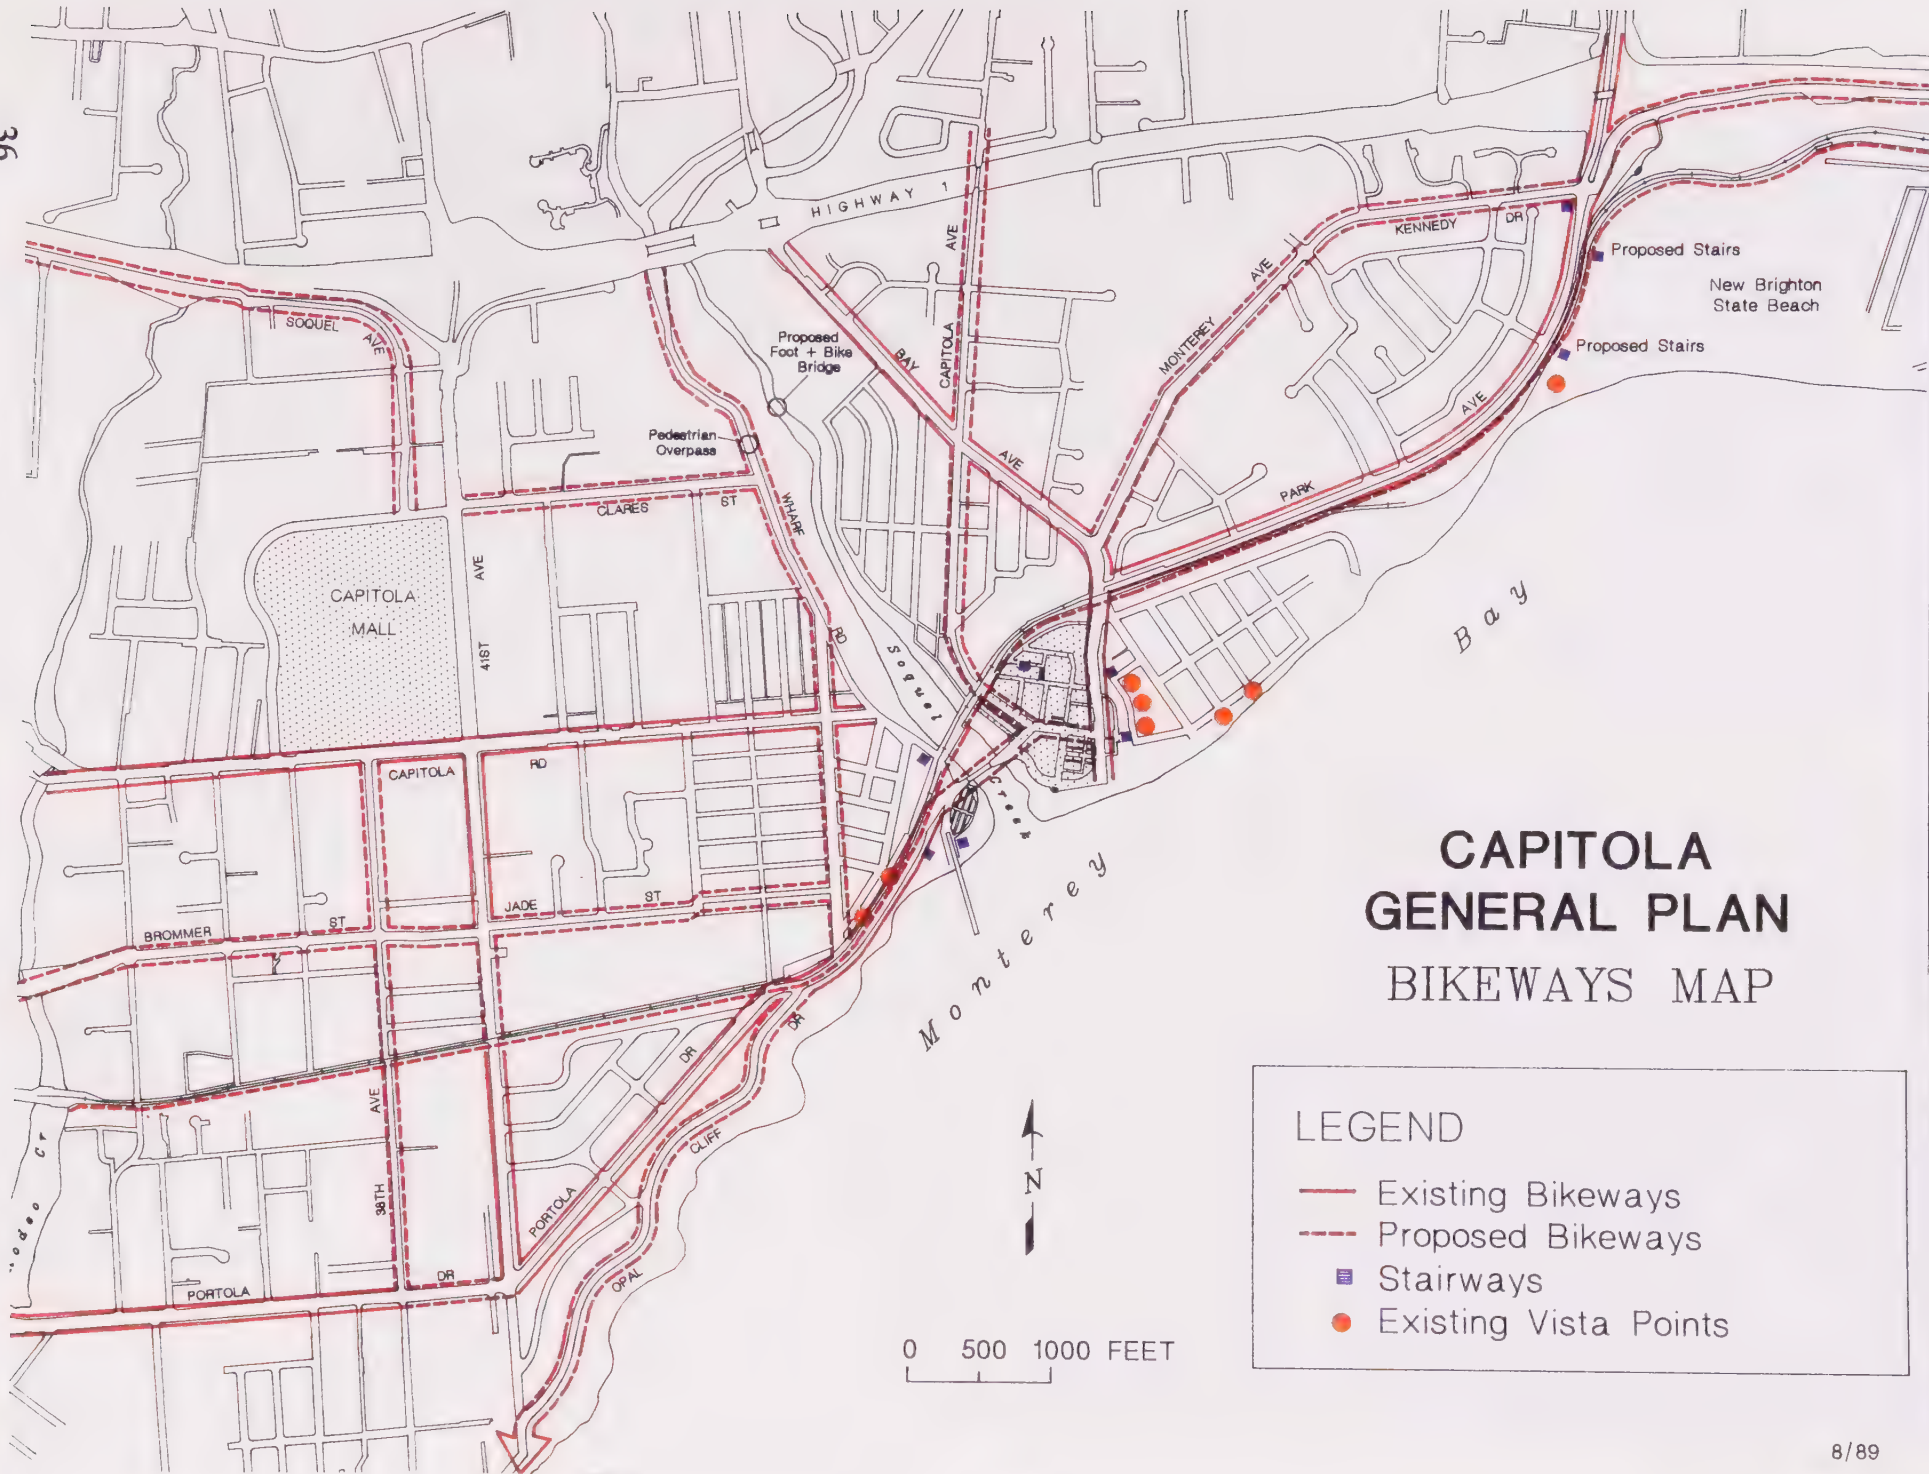 36
HIGHWAY 1
SOQUEL
AVE
Proposed
Foot + Bike
Bridge
BAY
AVE
CAPITOLA
AVE
MONTEREY
AVE
KENNEDY
DR
Proposed Stairs
New Brighton
State Beach
Proposed Stairs
Pedestrian
Overpass
CLARES
ST
WHARF
RD
PARK
AVE
CAPITOLA
MALL
41ST
AVE
Soquel
Creek
Monterey
Bay
CAPITOLA
RD
JADE
ST
BROMMER
ST
38TH
AVE
PORTOLA
DR
PORTOLA
DR
OPAL
CLIFF
DR
CAPITOLA
GENERAL PLAN
BIKEWAYS MAP
N
0 500 1000 FEET
LEGEND
Existing Bikeways
Proposed Bikeways
Stairways
Existing Vista Points
8/89